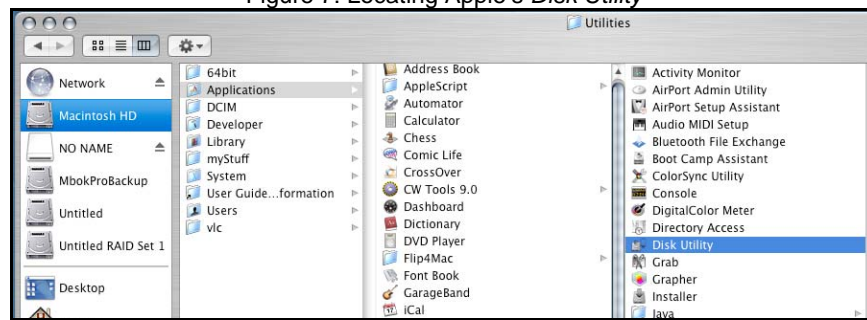 Figure 7: Locating Apple's Disk Utility
Utilities
Network
Macintosh HD
NO NAME
MbokProBackup
Untitled
Untitled RAID Set 1
Desktop
64bit
Applications
DCIM
Developer
Library
myStuff
System
User Guide...formation
Users
vlc
Address Book
AppleScript
Automator
Calculator
Chess
Comic Life
CrossOver
CW Tools 9.0
Dashboard
Dictionary
DVD Player
Flip4Mac
Font Book
GarageBand
iCal
Activity Monitor
AirPort Admin Utility
AirPort Setup Assistant
Audio MIDI Setup
Bluetooth File Exchange
Boot Camp Assistant
ColorSync Utility
Console
DigitalColor Meter
Directory Access
Disk Utility
Grab
Grapher
Installer
Java